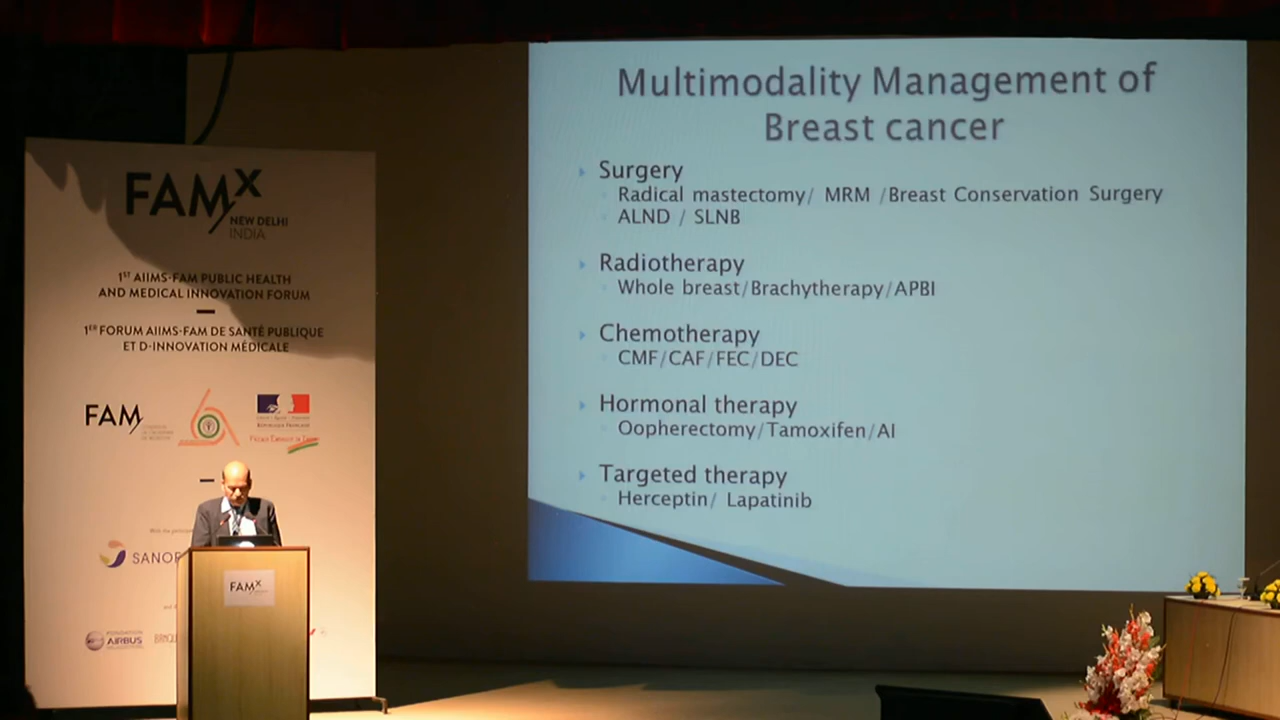 FAMx
NEW DELHI
INDIA
1ST AIIMS-FAM PUBLIC HEALTH
AND MEDICAL INNOVATION FORUM
1ER FORUM AIIMS-FAM DE SANTÉ PUBLIQUE
ET D-INNOVATION MÉDICALE
FAM
SANOF
AIRBUS
FAMx
Multimodality Management of
Breast cancer
Surgery
Radical mastectomy/ MRM /Breast Conservation Surgery
ALND / SLNB
Radiotherapy
Whole breast/Brachytherapy/APBI
Chemotherapy
CMF/CAF/FEC/DEC
Hormonal therapy
Oopherectomy/Tamoxifen/AI
Targeted therapy
Herceptin/ Lapatinib